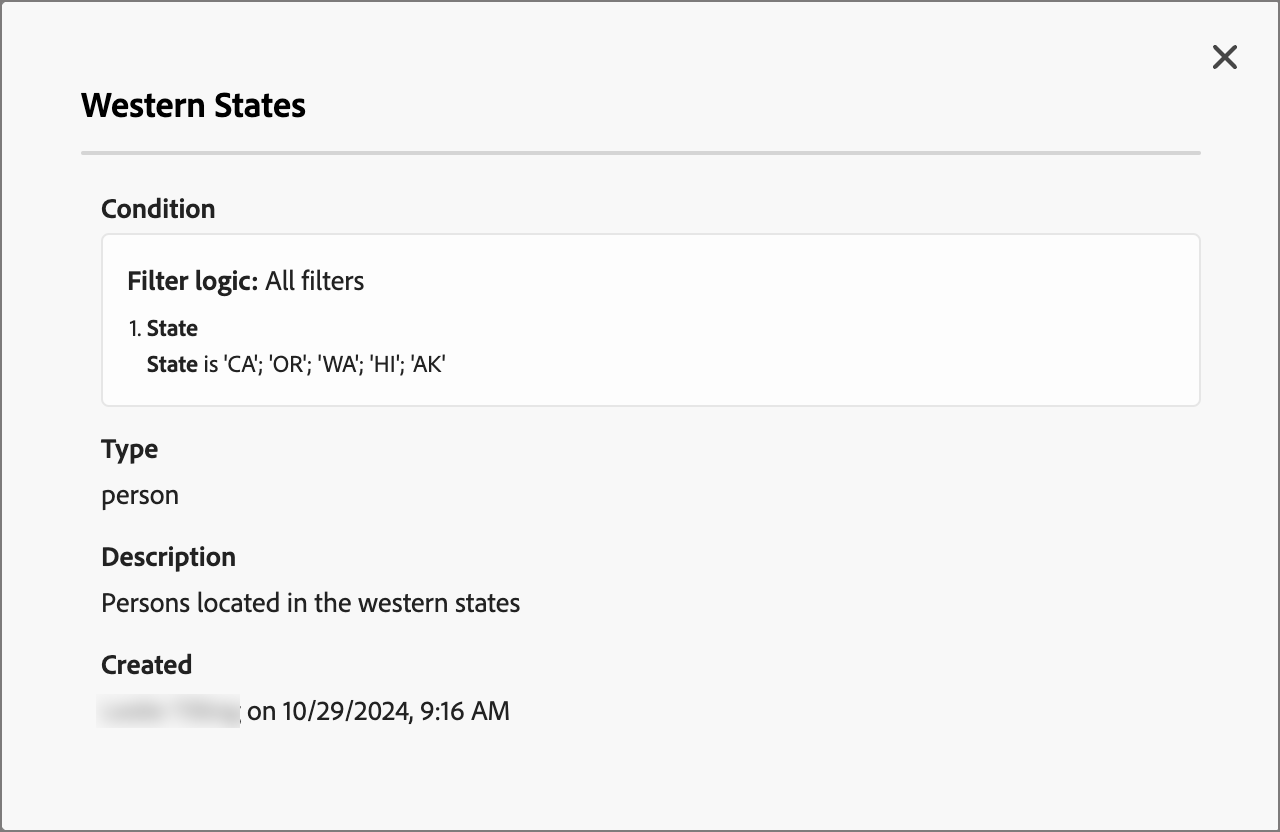 Western States
Condition
Filter logic: All filters
1. State
State is 'CA'; 'OR'; 'WA'; 'HI'; 'AK'
Type
person
Description
Persons located in the western states
Created
on 10/29/2024, 9:16 AM